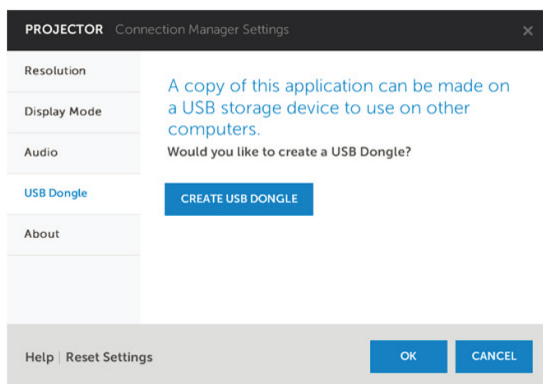 PROJECTOR Connection Manager Settings
Resolution
Display Mode
Audio
USB Dongle
About
A copy of this application can be made on
a USB storage device to use on other
computers.
Would you like to create a USB Dongle?
CREATE USB DONGLE
Help | Reset Settings
OK
CANCEL